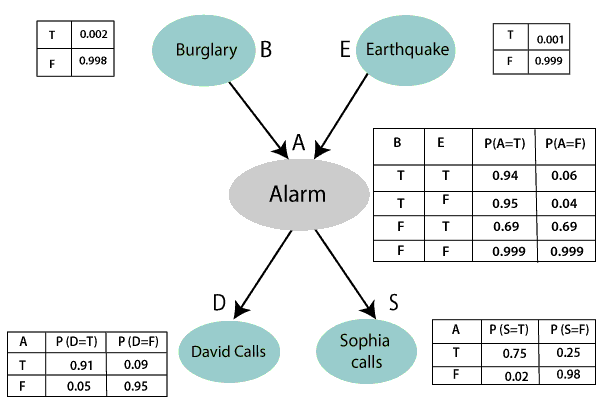 T 0.002
F 0.998
Burglary B
E Earthquake
T 0.001
F 0.999
A
Alarm
B E P(A=T) P(A=F)
T T 0.94 0.06
T F 0.95 0.04
F T 0.69 0.69
F F 0.999 0.999
D
S
A P (D=T) P (D=F)
T 0.91 0.09
F 0.05 0.95
David Calls
Sophia
calls
A P (S=T) P (S=F)
T 0.75 0.25
F 0.02 0.98